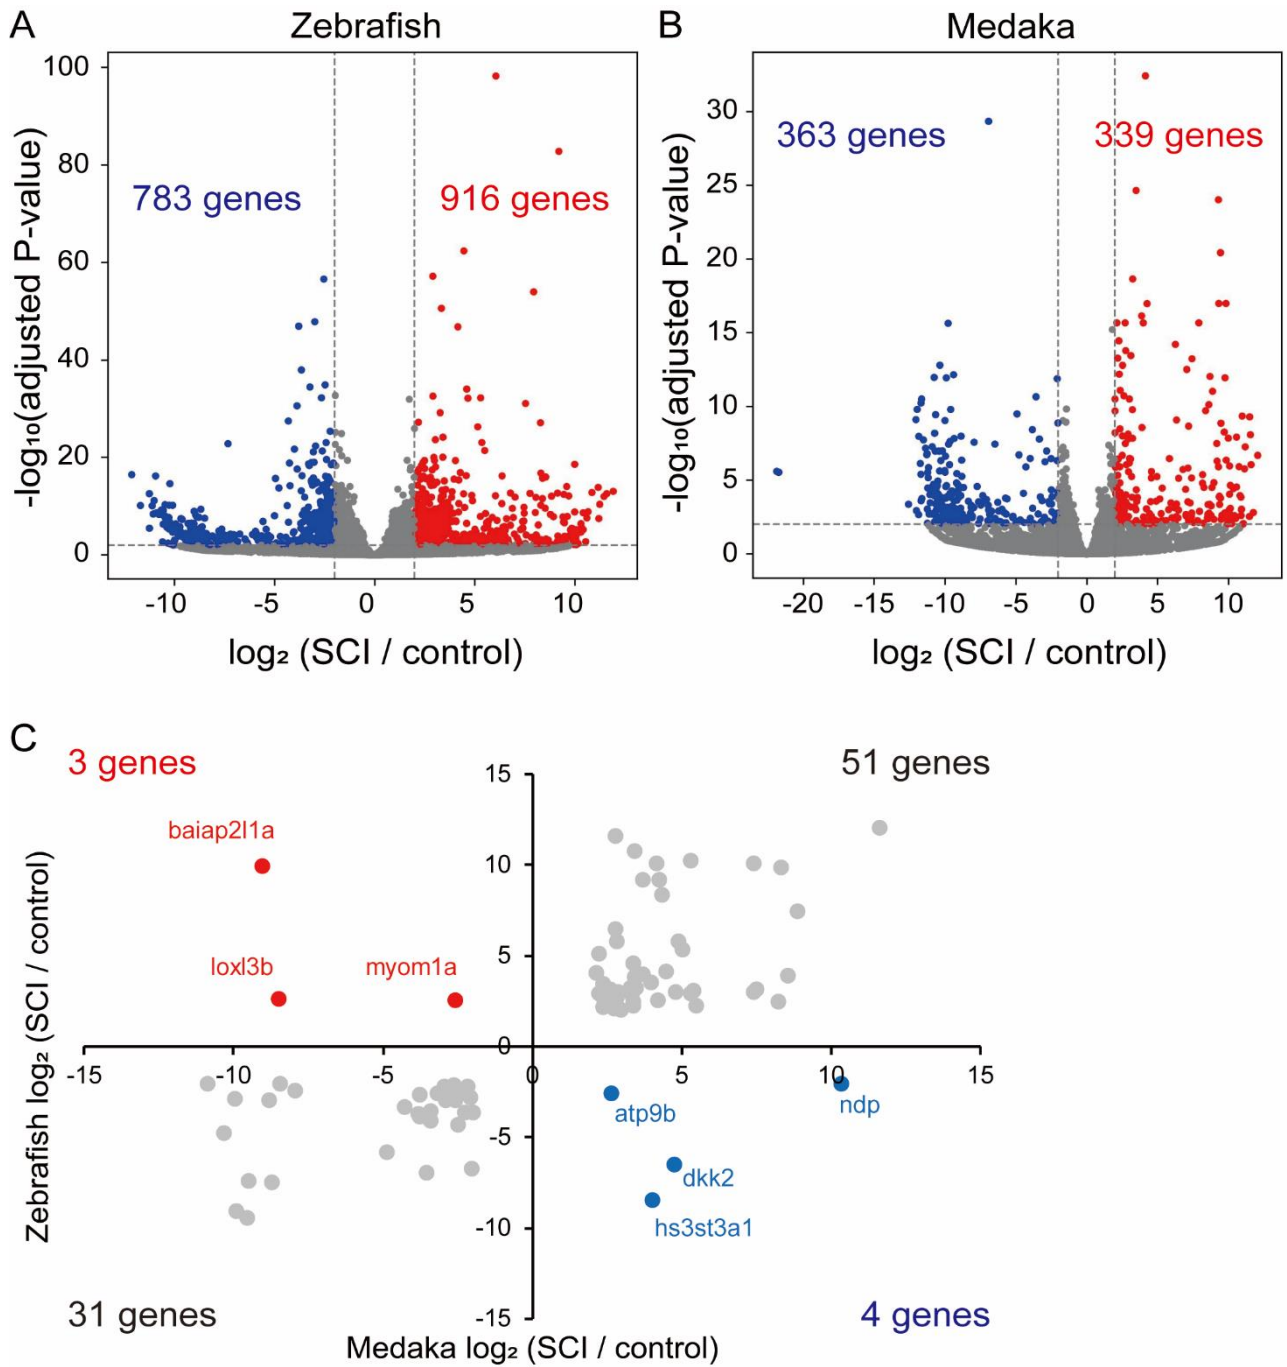 A
Zebrafish
100
80
60
40
20
0
-log₁₀(adjusted P-value)
783 genes
916 genes
-10
-5
0
5
10
log₂ (SCI / control)
B
Medaka
30
25
20
15
10
5
0
-log₁₀(adjusted P-value)
363 genes
339 genes
-20
-15
-10
-5
0
5
10
log₂ (SCI / control)
C
3 genes
51 genes
baiap2l1a
loxl3b
myom1a
Zebrafish log₂ (SCI / control)
15
10
5
0
-5
-10
-15
-15
-10
-5
0
5
10
15
atp9b
ndp
dkk2
hs3st3a1
31 genes
4 genes
Medaka log₂ (SCI / control)